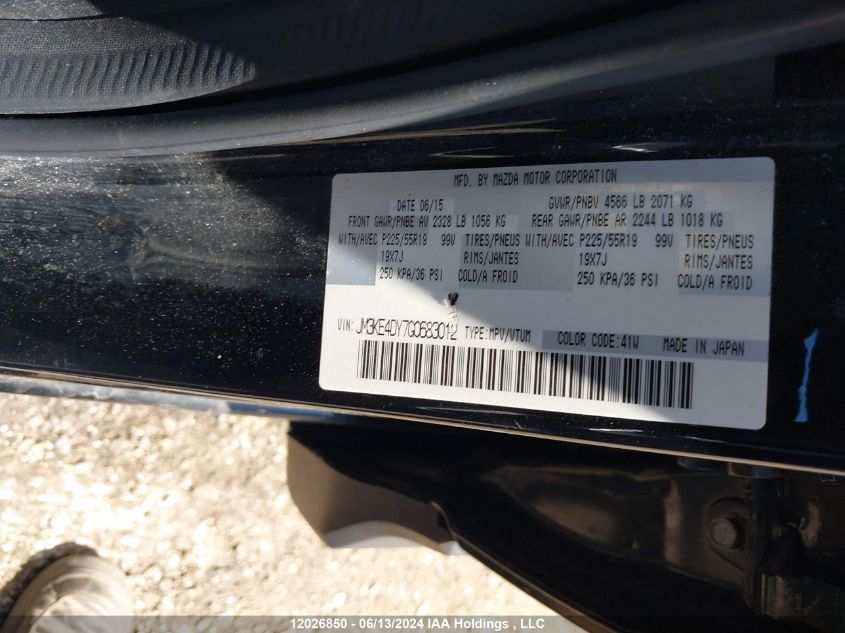 MFD. BY MAZDA MOTOR CORPORATION
DATE 06/15 GVWR/PNBV 4566 LB 2071 KG
FRONT GAWR/PNBE AV 2328 LB 1056 KG REAR GAWR/PNBE AR 2244 LB 1018 KG
WITH/AVEC P225/55R19 99V TIRES/PNEUS WITH/AVEC P225/55R19 99V TIRES/PNEUS
19X7J RIMS/JANTES 19X7J RIMS/JANTES
250 KPA/36 PSI COLD/A FROID 250 KPA/36 PSI COLD/A FROID
VIN: JM3KE4DY7G0683012 TYPE:MPV/VTUM COLOR CODE:41W MADE IN JAPAN
12026850 - 06/13/2024 IAA Holdings , LLC